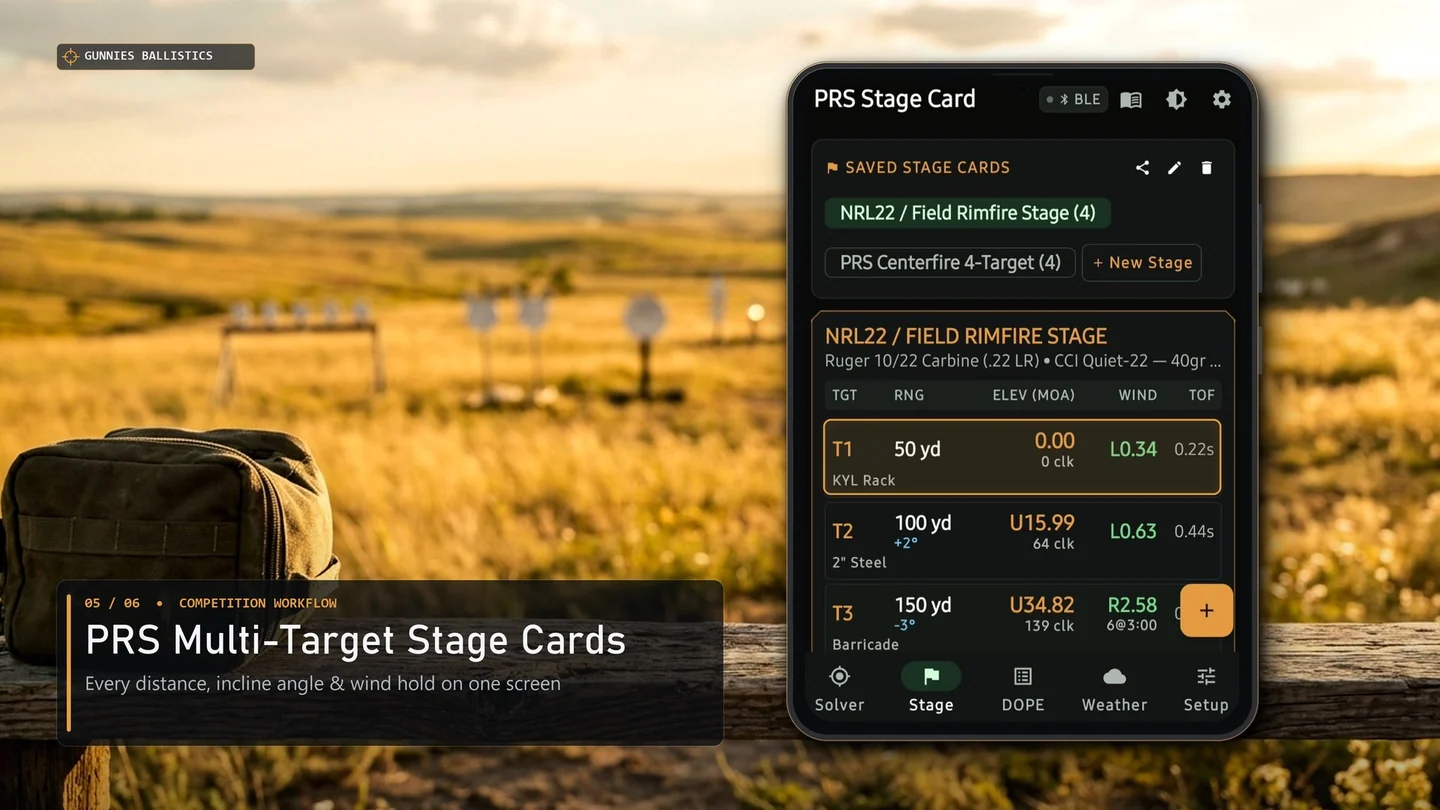 GUNNIES BALLISTICS
PRS Stage Card
BLE
SAVED STAGE CARDS
NRL22 / Field Rimfire Stage (4)
PRS Centerfire 4-Target (4)
+ New Stage
NRL22 / FIELD RIMFIRE STAGE
Ruger 10/22 Carbine (.22 LR) • CCI Quiet-22 — 40gr ...
TGT RNG ELEV (MOA) WIND TOF
T1 50 yd 0.00 L0.34 0.22s
0 clk
KYL Rack
T2 100 yd U15.99 L0.63 0.44s
+2° 64 clk
2" Steel
T3 150 yd U34.82 R2.58
-3° 139 clk 6@3:00
Barricade
+
Solver Stage DOPE Weather Setup
05 / 06 • COMPETITION WORKFLOW
PRS Multi-Target Stage Cards
Every distance, incline angle & wind hold on one screen